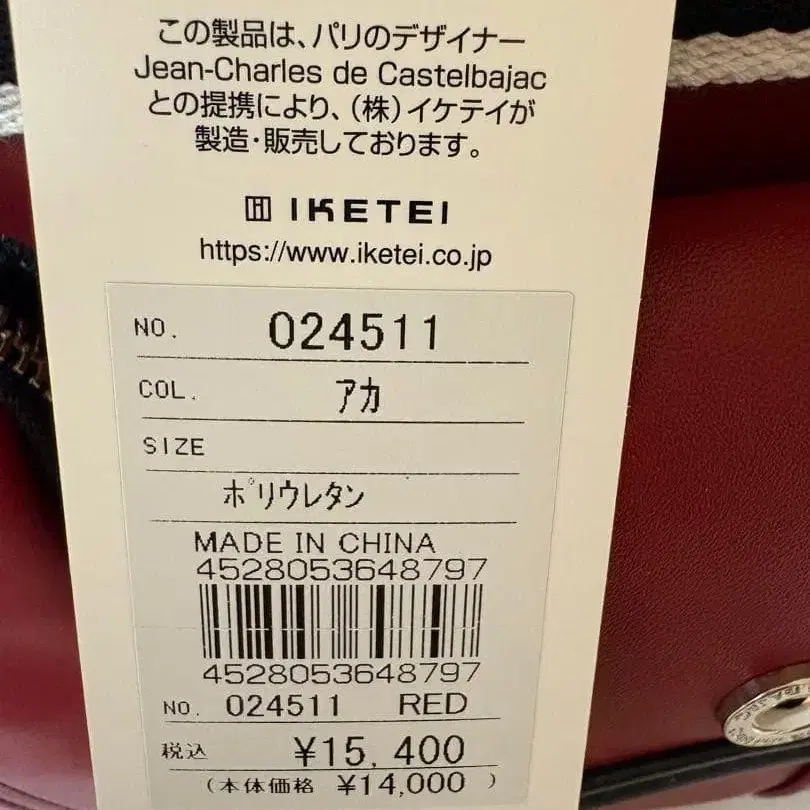 この製品は、パリのデザイナー
Jean-Charles de Castelbajac
との提携により、(株)イケテイが
製造・販売しております。
IKETEI
https://www.iketei.co.jp
NO. 024511
COL. アカ
SIZE
ポリウレタン
MADE IN CHINA
4528053648797
4528053648797
NO. 024511 RED
税込 ¥15,400
(本体価格 ¥14,000 )